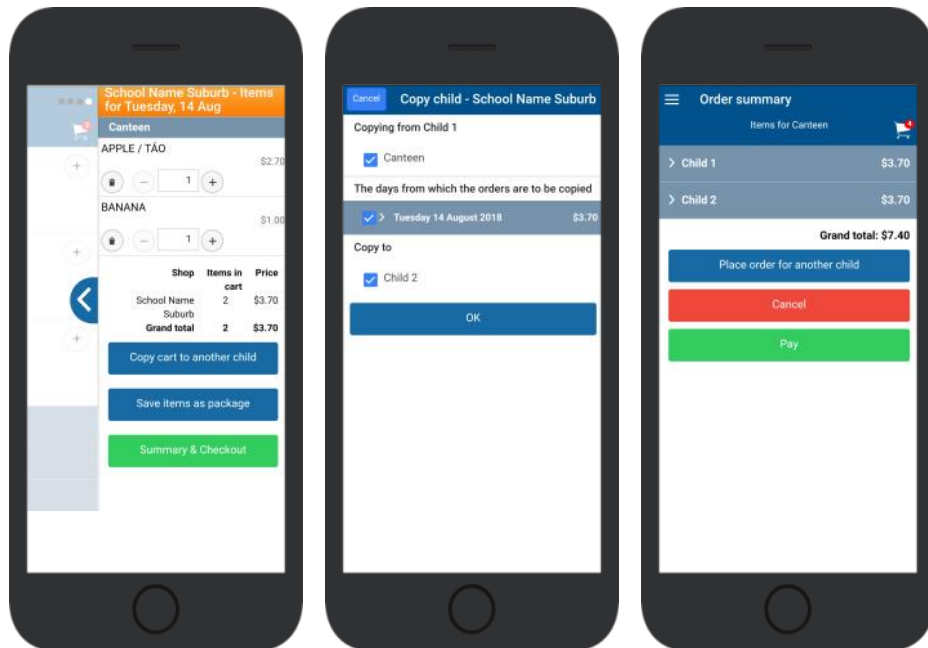 School Name Suburb - Items
for Tuesday, 14 Aug
Canteen
APPLE / TÁO
$2.70
1
BANANA
$1.00
1
Shop Items in cart Price
School Name Suburb 2 $3.70
Grand total 2 $3.70
Copy cart to another child
Save items as package
Summary & Checkout
Cancel Copy child - School Name Suburb
Copying from Child 1
Canteen
The days from which the orders are to be copied
Tuesday 14 August 2018 $3.70
Copy to
Child 2
OK
Order summary
Items for Canteen
4
Child 1 $3.70
Child 2 $3.70
Grand total: $7.40
Place order for another child
Cancel
Pay